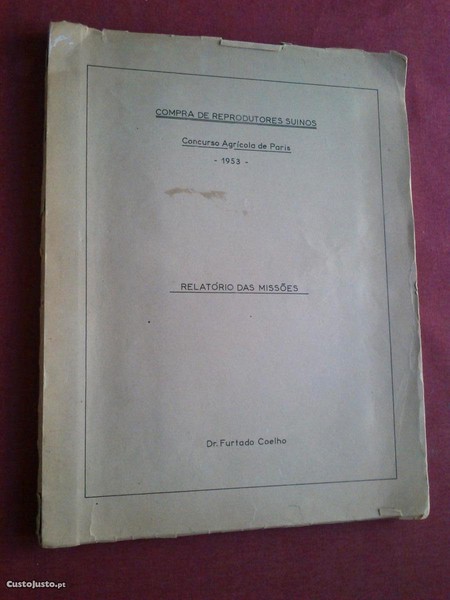 COMPRA DE REPRODUTORES SUINOS
Concurso Agrícola de Paris
- 1953 -
RELATÓRIO DAS MISSÕES
Dr. Furtado Coelho
CustoJusto.pt